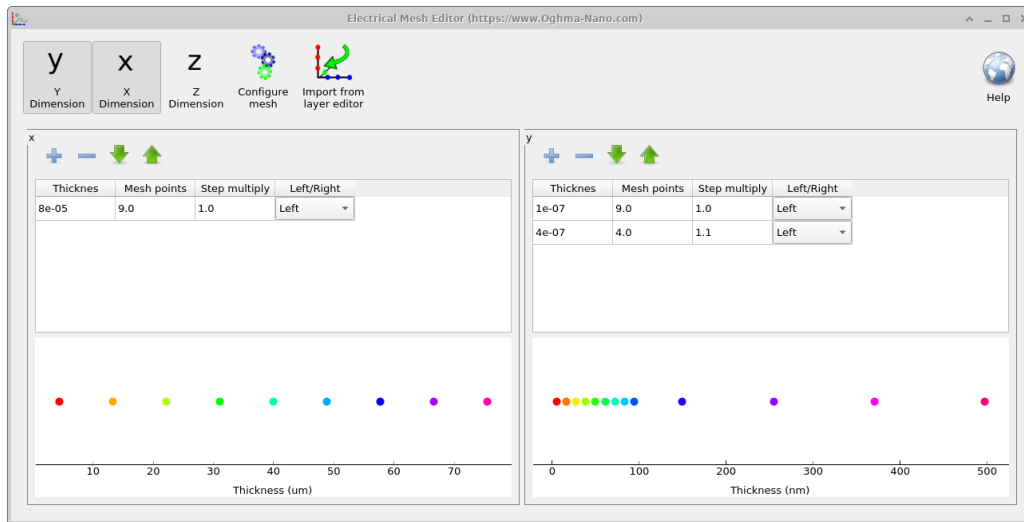 Electrical Mesh Editor (https://www.Oghma-Nano.com)
y
Y
Dimension
x
X
Dimension
z
Z
Dimension
Configure
mesh
Import from
layer editor
Help
x
Thicknes Mesh points Step multiply Left/Right
8e-05 9.0 1.0 Left
10 20 30 40 50 60 70
Thickness (um)
y
Thicknes Mesh points Step multiply Left/Right
1e-07 9.0 1.0 Left
4e-07 4.0 1.1 Left
0 100 200 300 400 500
Thickness (nm)